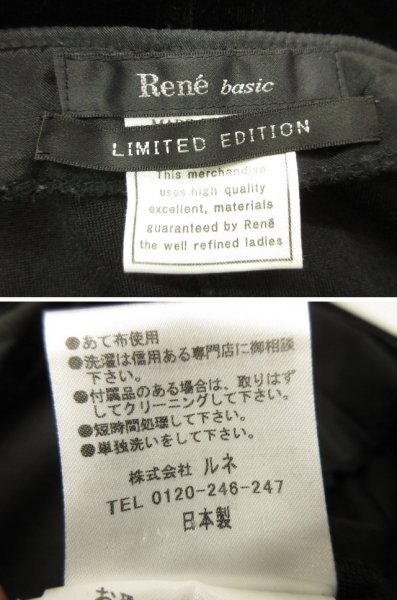 René basic
LIMITED EDITION
This merchandise
uses high quality
excellent, materials
guaranteed by René
the well refined ladies
●あて布使用
●洗濯は信用ある専門店に御相談
下さい。
●付属品のある場合は、取りはず
してクリーニングして下さい。
●短時間処理して下さい。
●単独洗いをして下さい。
株式会社 ルネ
TEL 0120-246-247
日本製